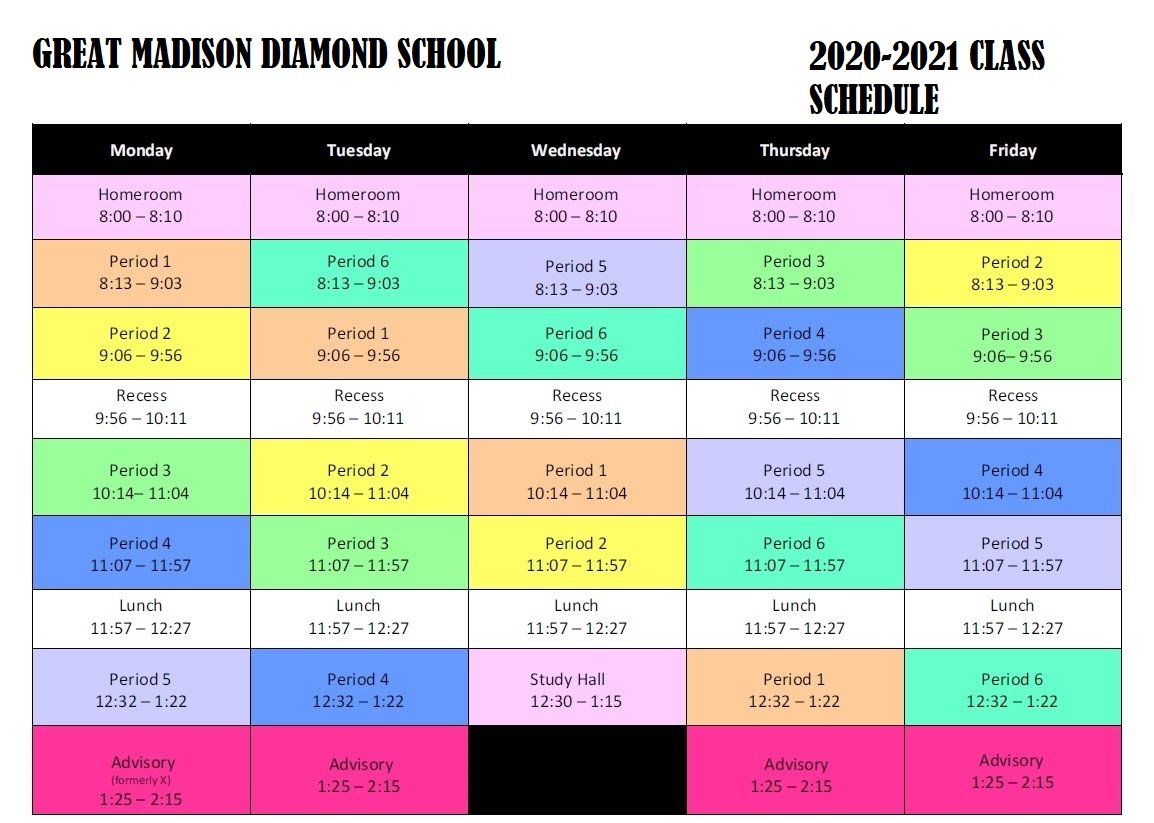 GREAT MADISON DIAMOND SCHOOL
2020-2021 CLASS
SCHEDULE
Monday Tuesday Wednesday Thursday Friday
Homeroom Homeroom Homeroom Homeroom Homeroom
8:00 – 8:10 8:00 – 8:10 8:00 – 8:10 8:00 – 8:10 8:00 – 8:10
Period 1 Period 6 Period 5 Period 3 Period 2
8:13 – 9:03 8:13 – 9:03 8:13 – 9:03 8:13 – 9:03 8:13 – 9:03
Period 2 Period 1 Period 6 Period 4 Period 3
9:06 – 9:56 9:06 – 9:56 9:06 – 9:56 9:06 – 9:56 9:06– 9:56
Recess Recess Recess Recess Recess
9:56 – 10:11 9:56 – 10:11 9:56 – 10:11 9:56 – 10:11 9:56 – 10:11
Period 3 Period 2 Period 1 Period 5 Period 4
10:14– 11:04 10:14 – 11:04 10:14 – 11:04 10:14 – 11:04 10:14 – 11:04
Period 4 Period 3 Period 2 Period 6 Period 5
11:07 – 11:57 11:07 – 11:57 11:07 – 11:57 11:07 – 11:57 11:07 – 11:57
Lunch Lunch Lunch Lunch Lunch
11:57 – 12:27 11:57 – 12:27 11:57 – 12:27 11:57 – 12:27 11:57 – 12:27
Period 5 Period 4 Study Hall Period 1 Period 6
12:32 – 1:22 12:32 – 1:22 12:30 – 1:15 12:32 – 1:22 12:32 – 1:22
Advisory Advisory Advisory Advisory
(formerly X)
1:25 – 2:15 1:25 – 2:15 1:25 – 2:15 1:25 – 2:15